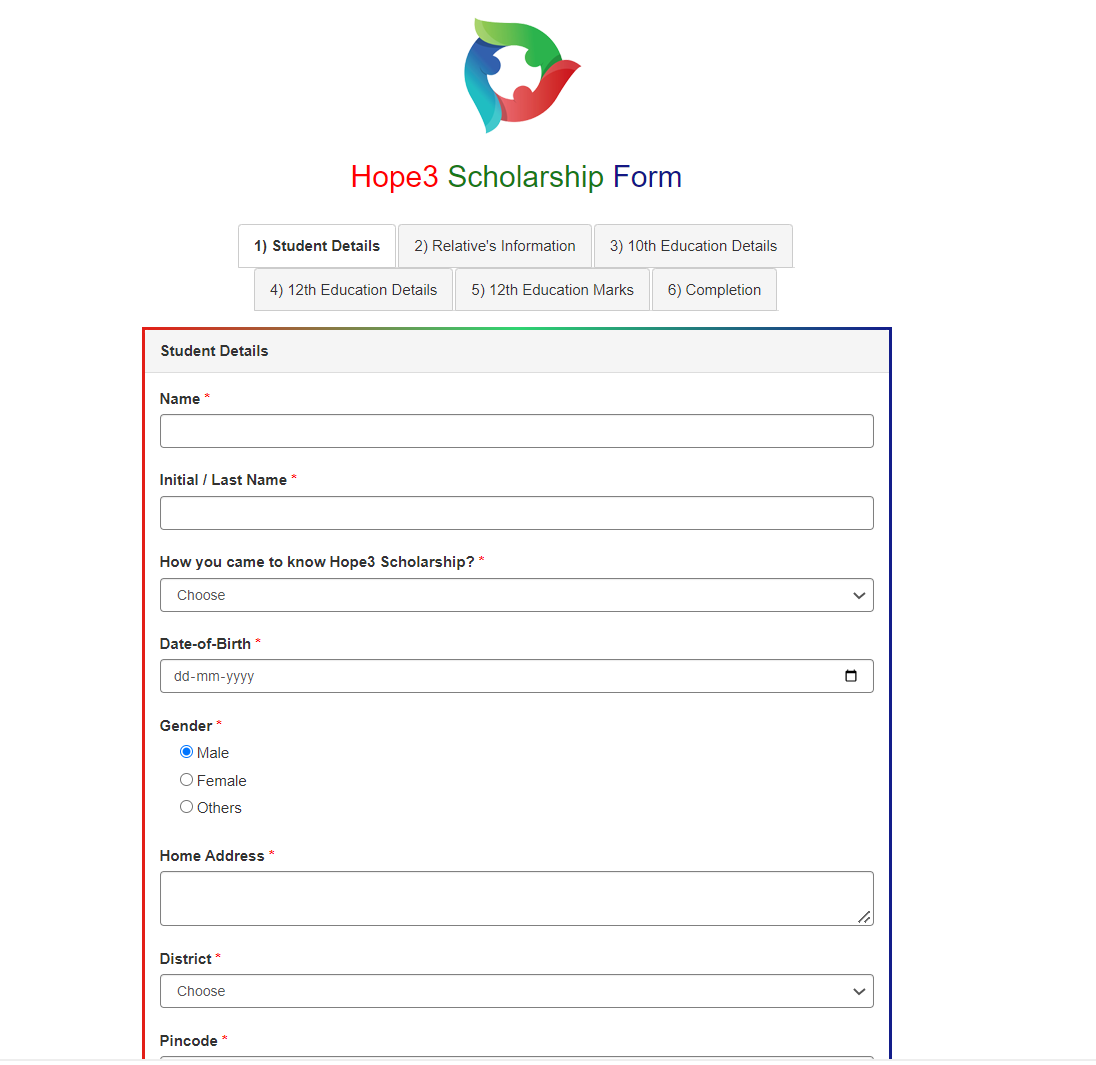 Hope3 Scholarship Form
1) Student Details
2) Relative's Information
3) 10th Education Details
4) 12th Education Details
5) 12th Education Marks
6) Completion
Student Details
Name *
Initial / Last Name *
How you came to know Hope3 Scholarship? *
Choose
Date-of-Birth *
dd-mm-yyyy
Gender *
Male
Female
Others
Home Address *
District *
Choose
Pincode *